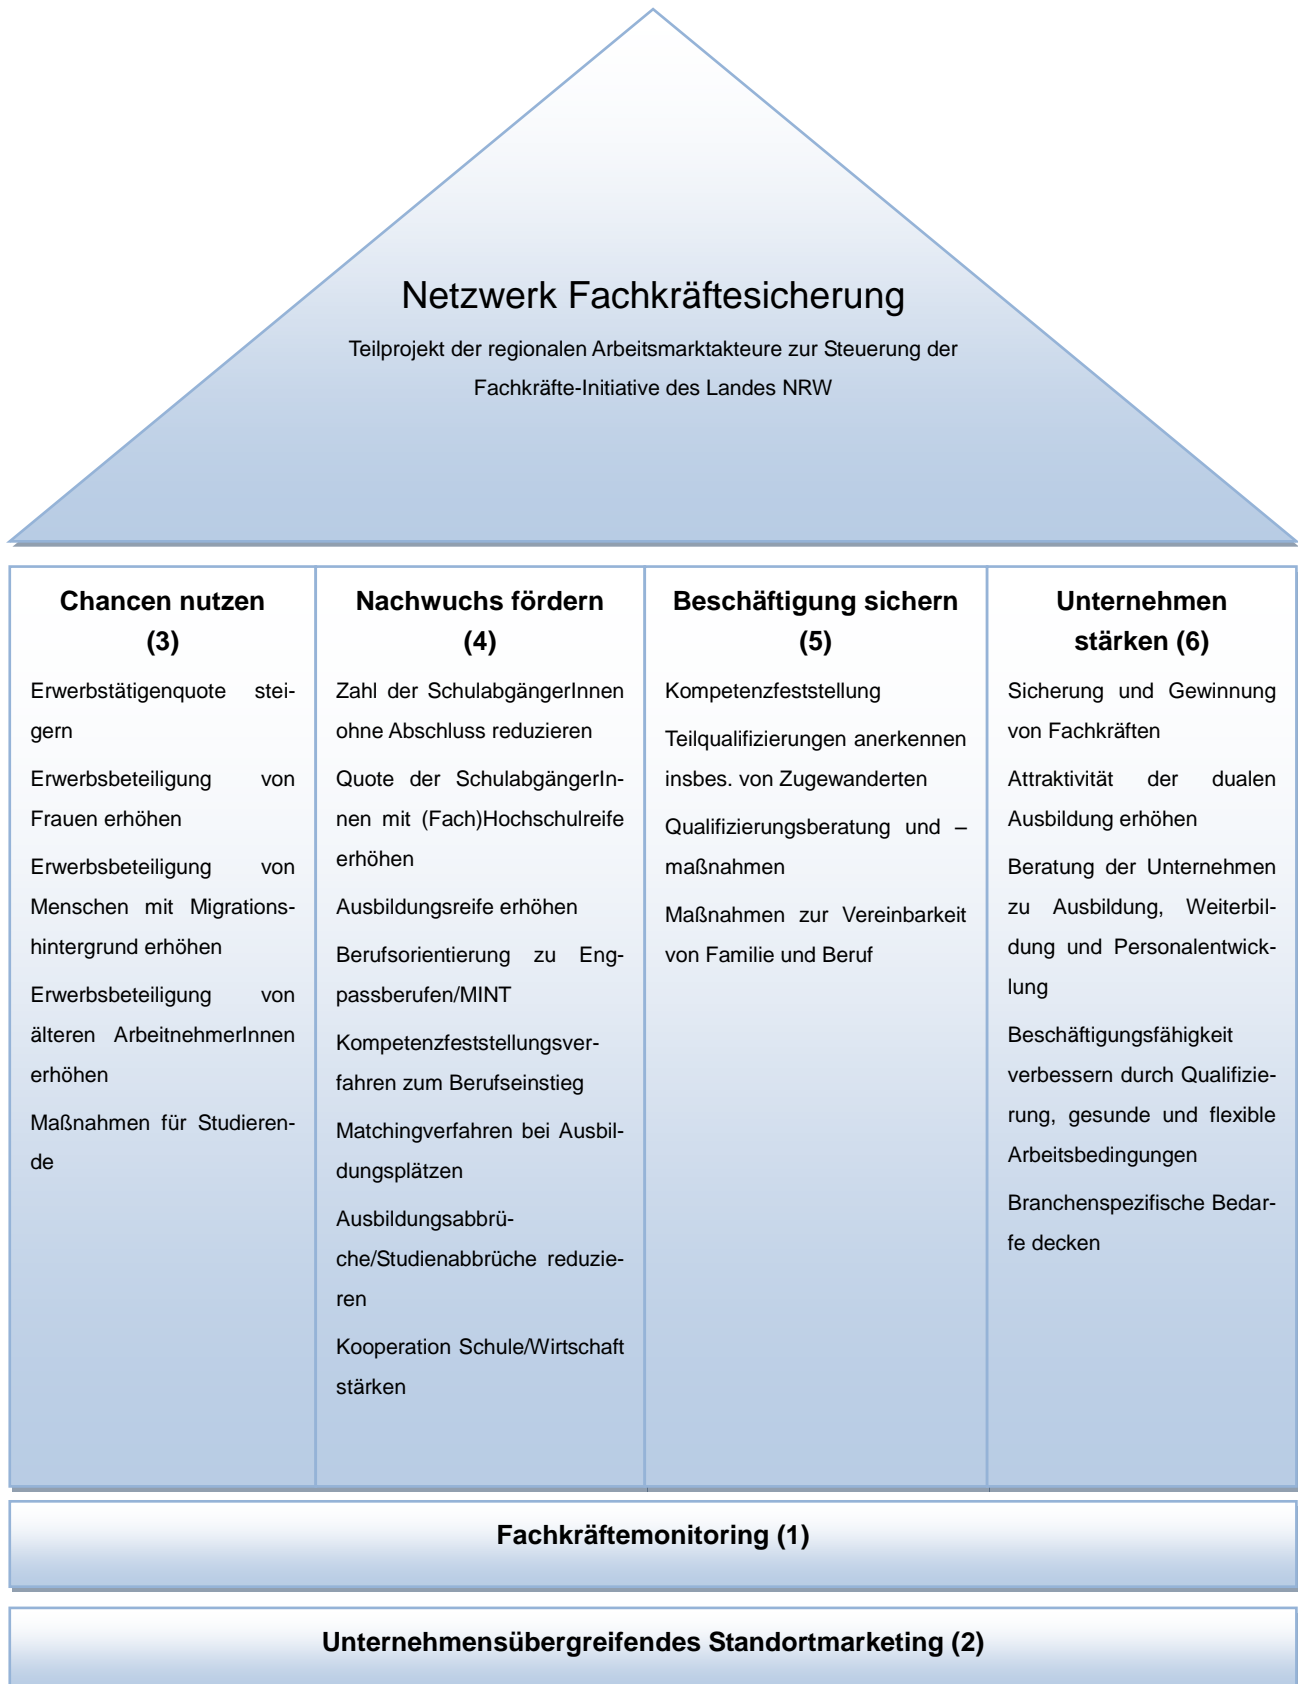 Netzwerk Fachkräftesicherung
Teilprojekt der regionalen Arbeitsmarktakteure zur Steuerung der
Fachkräfte-Initiative des Landes NRW
Chancen nutzen
(3)
Erwerbstätigenquote stei-
gern
Erwerbsbeteiligung von
Frauen erhöhen
Erwerbsbeteiligung von
Menschen mit Migrations-
hintergrund erhöhen
Erwerbsbeteiligung von
älteren ArbeitnehmerInnen
erhöhen
Maßnahmen für Studieren-
de
Nachwuchs fördern
(4)
Zahl der SchulabgängerInnen
ohne Abschluss reduzieren
Quote der SchulabgängerIn-
nen mit (Fach)Hochschulreife
erhöhen
Ausbildungsreife erhöhen
Berufsorientierung zu Eng-
passberufen/MINT
Kompetenzfeststellungsver-
fahren zum Berufseinstieg
Matchingverfahren bei Ausbil-
dungsplätzen
Ausbildungsabbrü-
che/Studienabbrüche reduzie-
ren
Kooperation Schule/Wirtschaft
stärken
Beschäftigung sichern
(5)
Kompetenzfeststellung
Teilqualifizierungen anerkennen
insbes. von Zugewanderten
Qualifizierungsberatung und –
maßnahmen
Maßnahmen zur Vereinbarkeit
von Familie und Beruf
Unternehmen
stärken (6)
Sicherung und Gewinnung
von Fachkräften
Attraktivität der dualen
Ausbildung erhöhen
Beratung der Unternehmen
zu Ausbildung, Weiterbil-
dung und Personalentwick-
lung
Beschäftigungsfähigkeit
verbessern durch Qualifizie-
rung, gesunde und flexible
Arbeitsbedingungen
Branchenspezifische Bedar-
fe decken
Fachkräftemonitoring (1)
Unternehmensübergreifendes Standortmarketing (2)